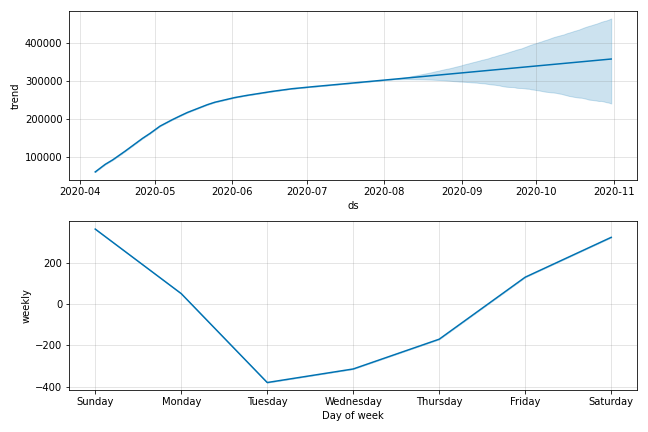 400000
300000
200000
100000
trend
2020-04 2020-05 2020-06 2020-07 2020-08 2020-09 2020-10 2020-11
ds
200
0
−200
−400
weekly
Sunday Monday Tuesday Wednesday Thursday Friday Saturday
Day of week